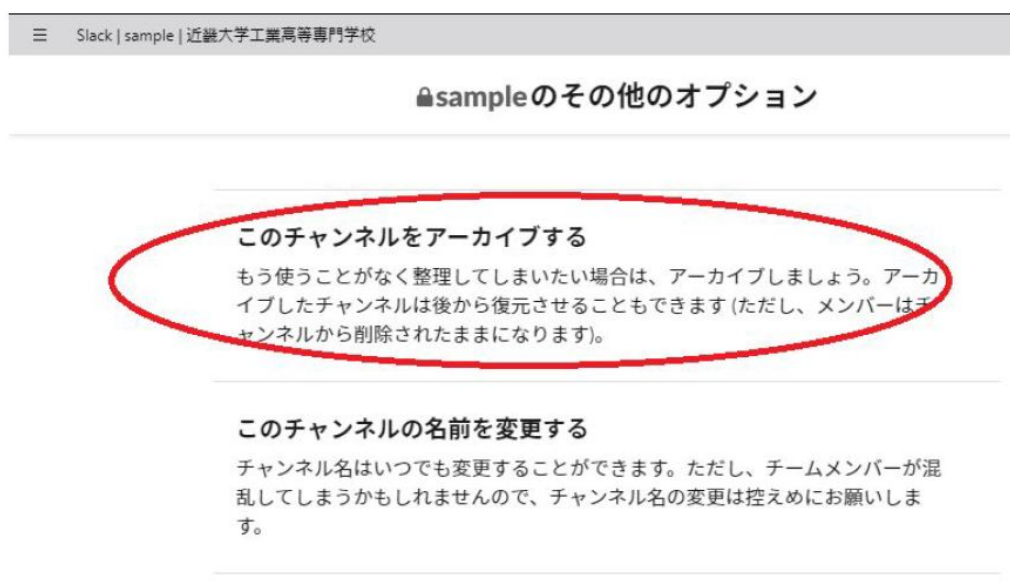 Slack | sample | 近畿大学工業高等専門学校
sampleのその他のオプション
このチャンネルをアーカイブする
もう使うことがなく整理してしまいたい場合は、アーカイブしましょう。アーカ
イブしたチャンネルは後から復元させることもできます (ただし、メンバーはチ
ャンネルから削除されたままになります)。
このチャンネルの名前を変更する
チャンネル名はいつでも変更することができます。ただし、チームメンバーが混
乱してしまうかもしれませんので、チャンネル名の変更は控えめにお願いしま
す。